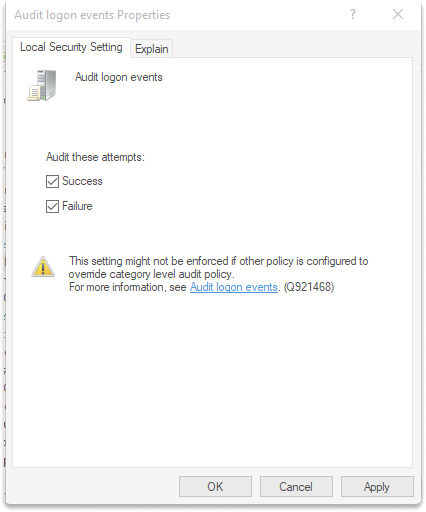 Audit logon events Properties
?
Local Security Setting
Explain
Audit logon events
Audit these attempts:
Success
Failure
This setting might not be enforced if other policy is configured to
override category level audit policy.
For more information, see Audit logon events. (Q921468)
OK
Cancel
Apply